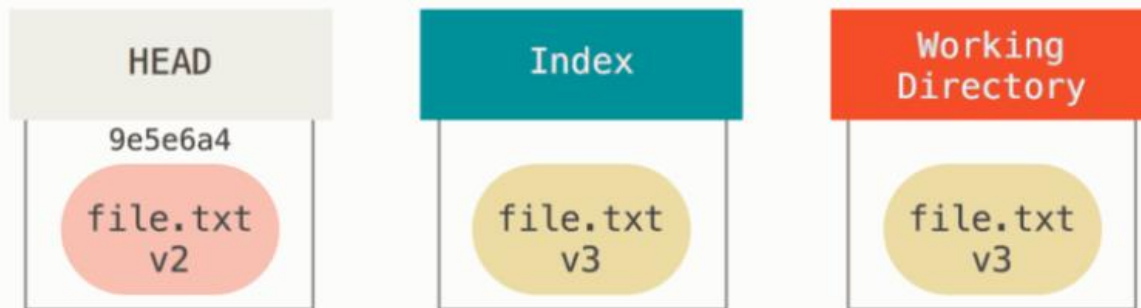 HEAD
9e5e6a4
file.txt
v2
Index
file.txt
v3
Working
Directory
file.txt
v3